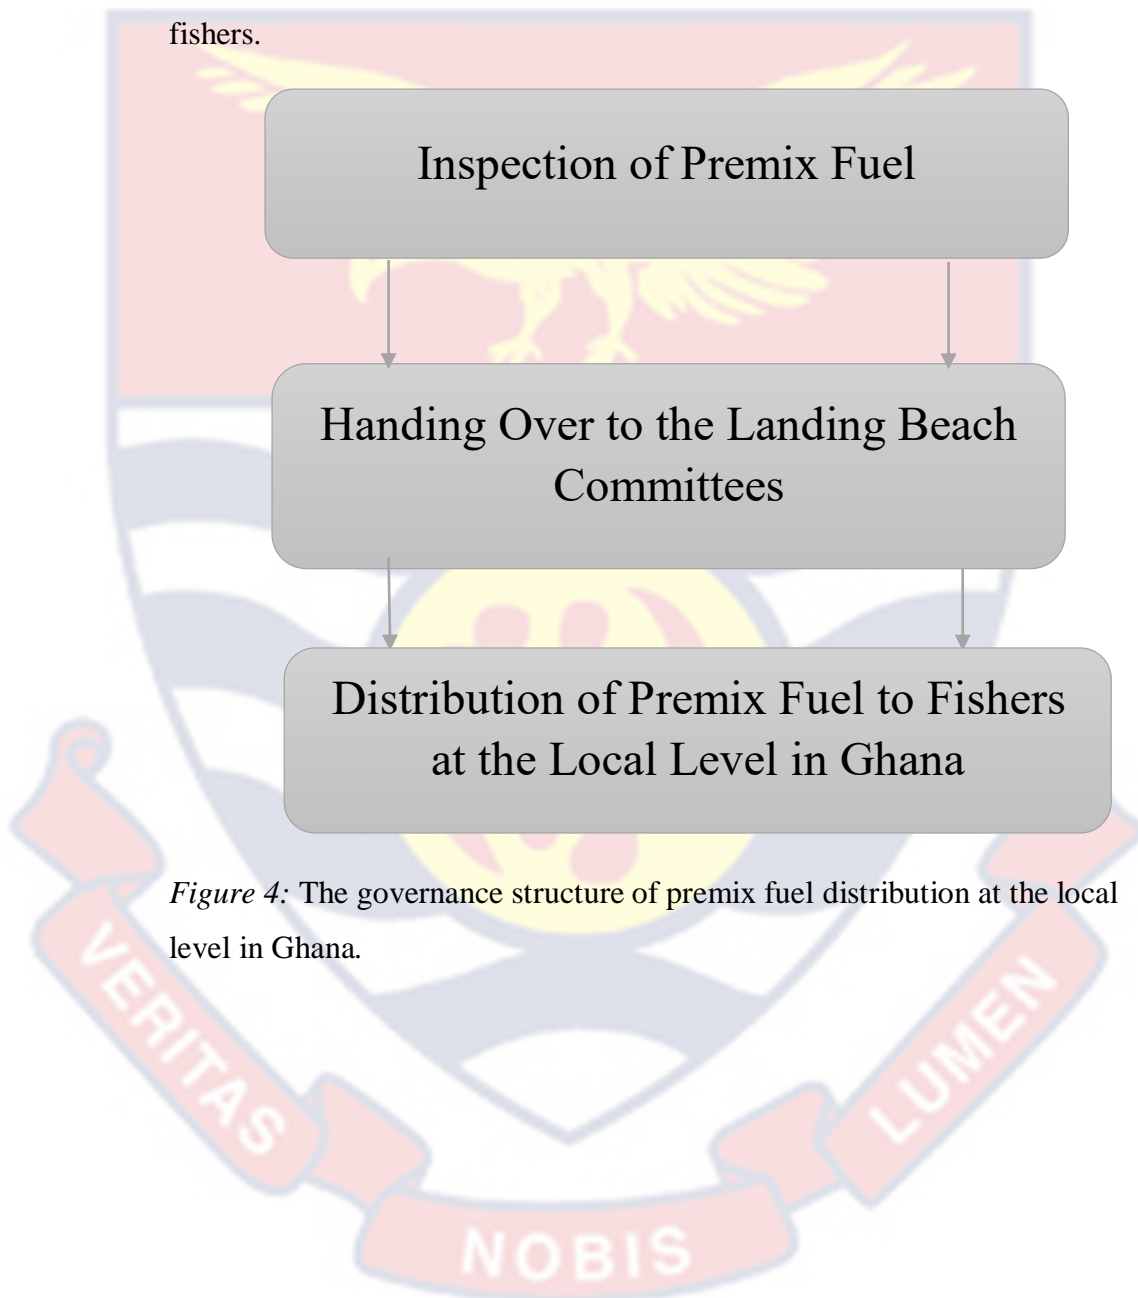 fishers.
Inspection of Premix Fuel
Handing Over to the Landing Beach
Committees
Distribution of Premix Fuel to Fishers
at the Local Level in Ghana
Figure 4: The governance structure of premix fuel distribution at the local
level in Ghana.
VERITAS
NOBIS
LUMEN